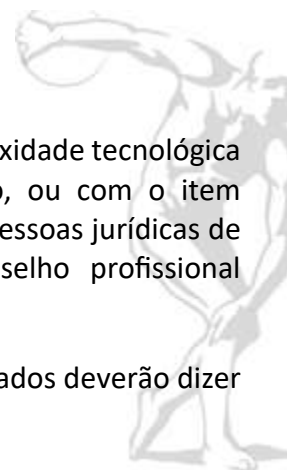 xidade tecnológica
o, ou com o item
essoas jurídicas de
selho profissional
ados deverão dizer